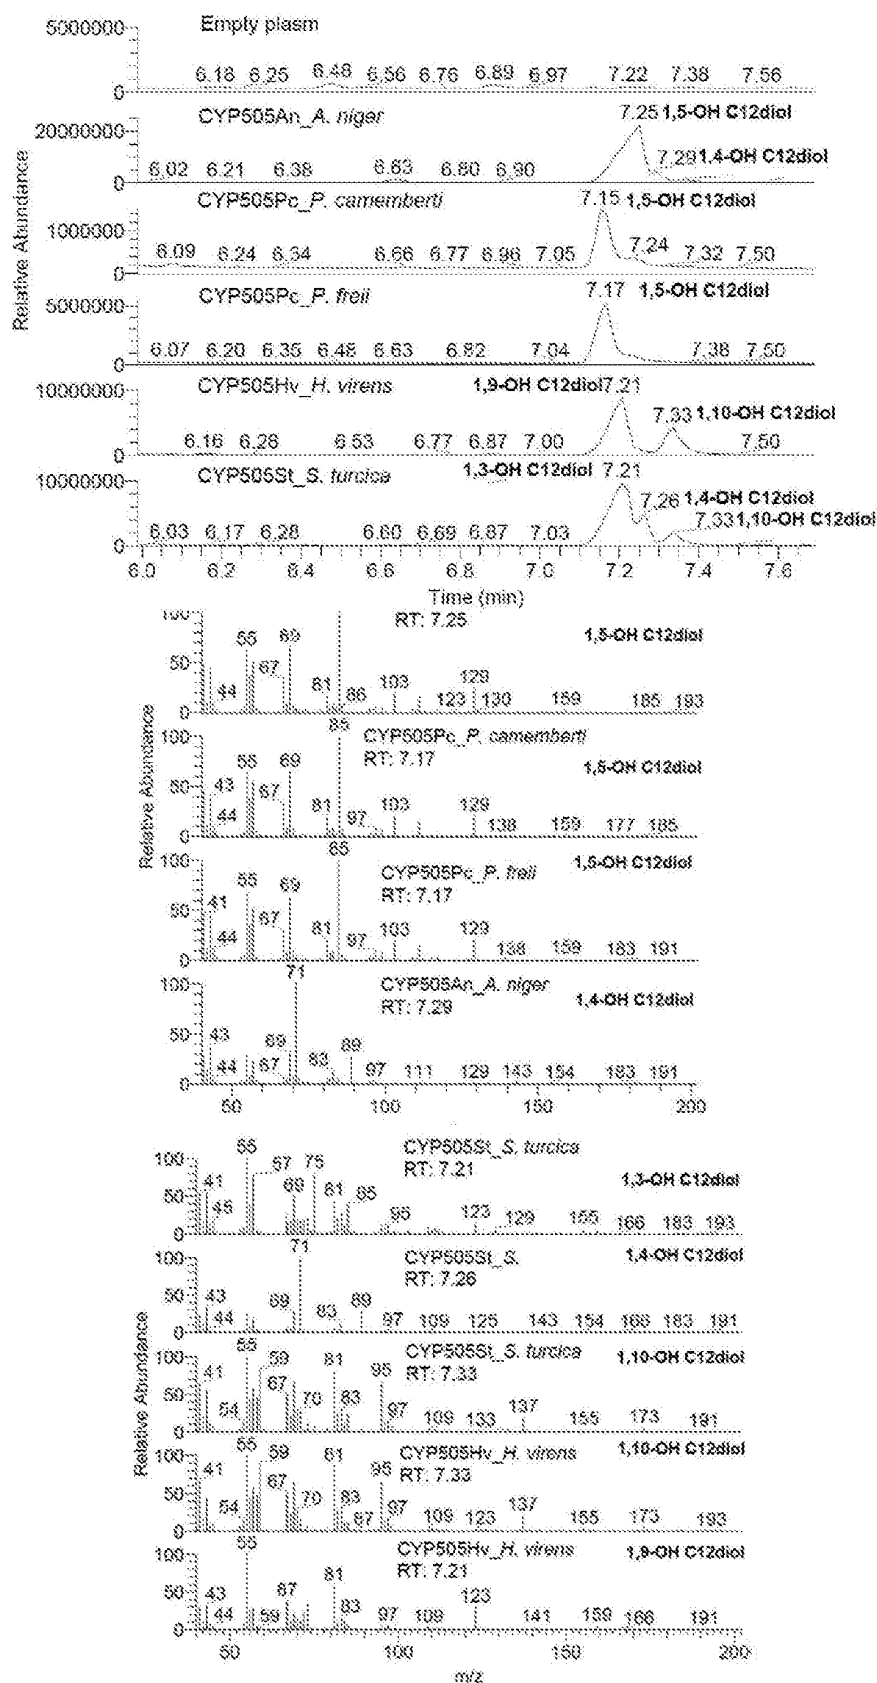 5000000
Empty plasm
6.18 6.25 6.48 6.56 6.76 6.89 6.97 7.22 7.38 7.56
0
CYP505An_A. niger
7.25 1,5-OH C12diol
20000000
7.29 1,4-OH C12diol
6.02 6.21 6.38 6.63 6.80 6.90
0
CYP505Pc_P. camemberti
7.15 1,5-OH C12diol
1000000
6.09 6.24 6.34 6.66 6.77 6.96 7.05 7.24 7.32 7.50
0
CYP505Pc_P. freii
7.17 1,5-OH C12diol
5000000
6.07 6.20 6.35 6.48 6.63 6.82 7.04 7.38 7.50
0
CYP505Hv_H. virens
1,9-OH C12diol 7.21
10000000
7.33 1,10-OH C12diol
6.16 6.28 6.53 6.77 6.87 7.00 7.50
0
CYP505St_S. turcica
1,3-OH C12diol 7.21
10000000
7.26 1,4-OH C12diol
7.33 1,10-OH C12diol
6.03 6.17 6.28 6.60 6.69 6.87 7.03
0
6.0 6.2 6.4 6.6 6.8 7.0 7.2 7.4 7.6
Time (min)
Relative Abundance
RT: 7.25
1,5-OH C12diol
100
50
0
55 69
67
44 81 86 103 123 129 130 159 185 193
85
CYP505Pc_P. camemberti
RT: 7.17
1,5-OH C12diol
100
50
0
55 69
43 67
44 81 97 103 129 138 159 177 185
85
CYP505Pc_P. freii
RT: 7.17
1,5-OH C12diol
100
50
0
55 69
41 67
44 81 97 103 129 138 159 183 191
71
CYP505An_A. niger
RT: 7.29
1,4-OH C12diol
100
50
0
43 69
44 67 83 89 97 111 129 143 154 183 191
50 100 150 200
Relative Abundance
CYP505St_S. turcica
RT: 7.21
1,3-OH C12diol
100
50
0
55 57 75
41 69 81 85
45 95 123 129 155 166 183 193
71
CYP505St_S.
RT: 7.26
1,4-OH C12diol
100
50
0
43 69 83 89
44 97 109 125 143 154 166 183 191
55
CYP505St_S. turcica
RT: 7.33
1,10-OH C12diol
100
50
0
41 59 81 95
67 70 83 97
54 109 133 137 155 173 191
55
CYP505Hv_H. virens
RT: 7.33
1,10-OH C12diol
100
50
0
41 59 81 95
67 70 83 97
54 87 109 123 137 155 173 193
55
CYP505Hv_H. virens
RT: 7.21
1,9-OH C12diol
100
50
0
43 67 81
44 59 83 97 109 123 141 159 166 191
50 100 150 200
m/z
Relative Abundance